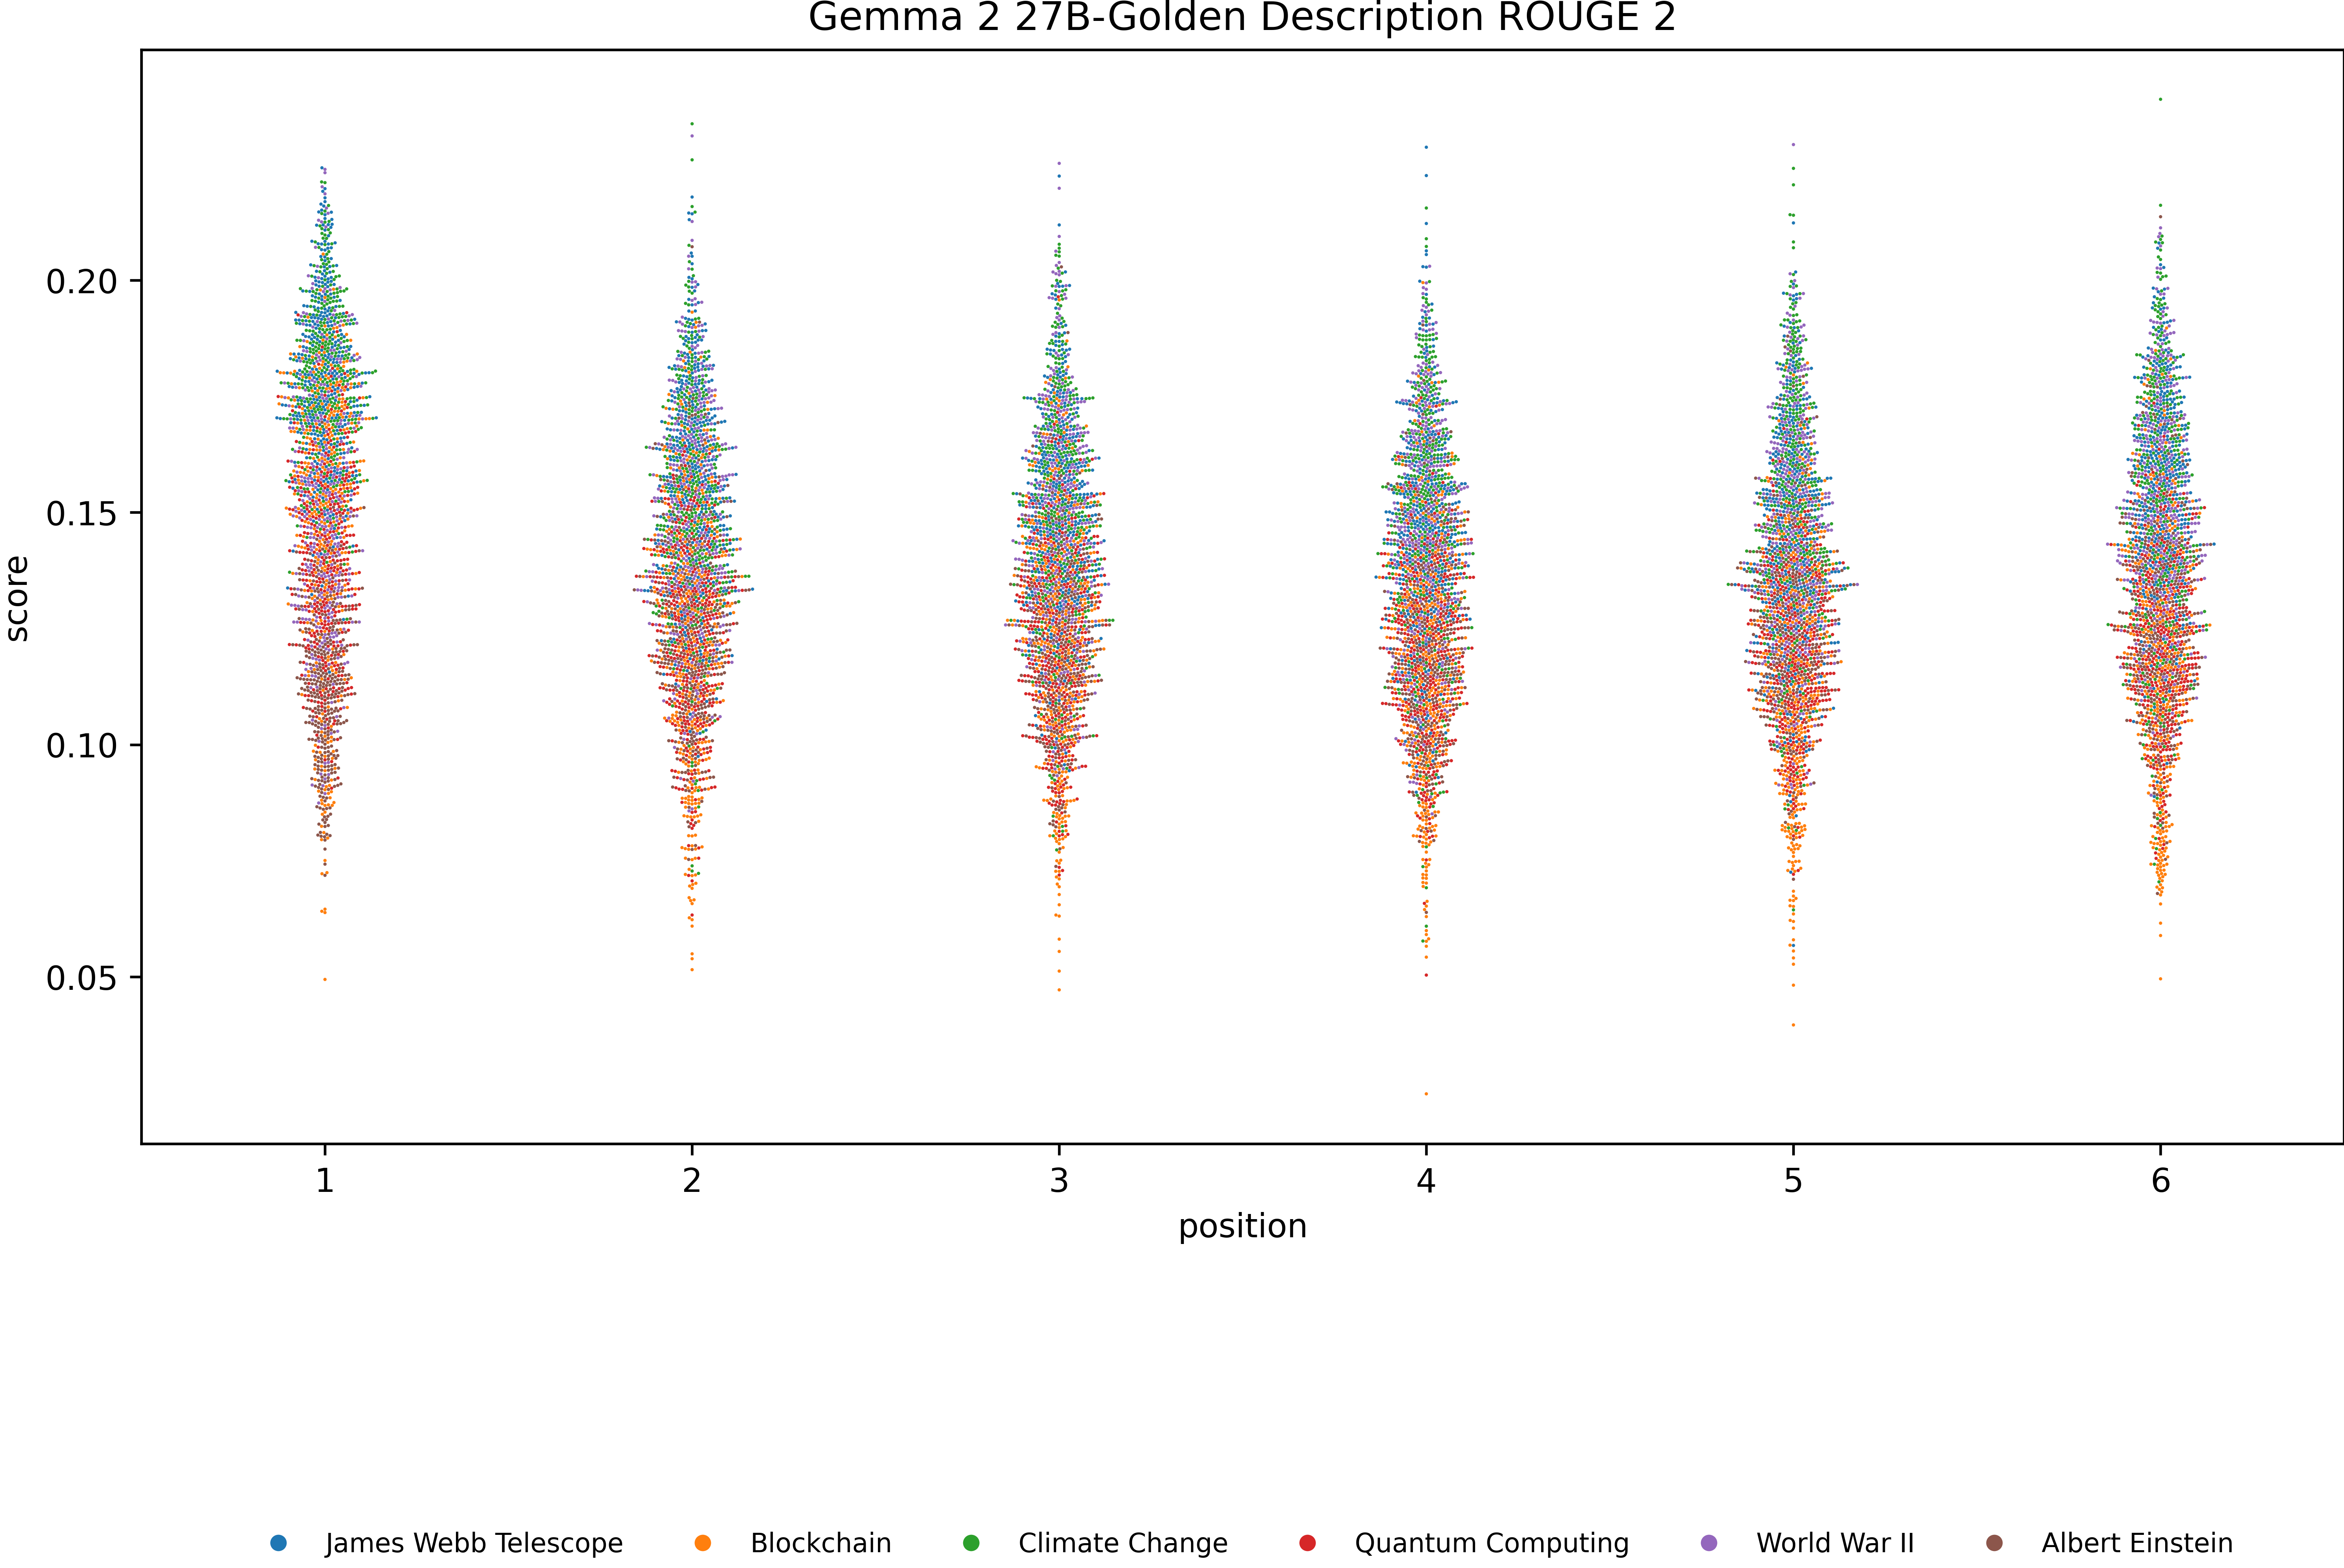 Gemma 2 27B-Golden Description ROUGE 2
score
0.20
0.15
0.10
0.05
1 2 3 4 5 6
position
James Webb Telescope Blockchain Climate Change Quantum Computing World War II Albert Einstein